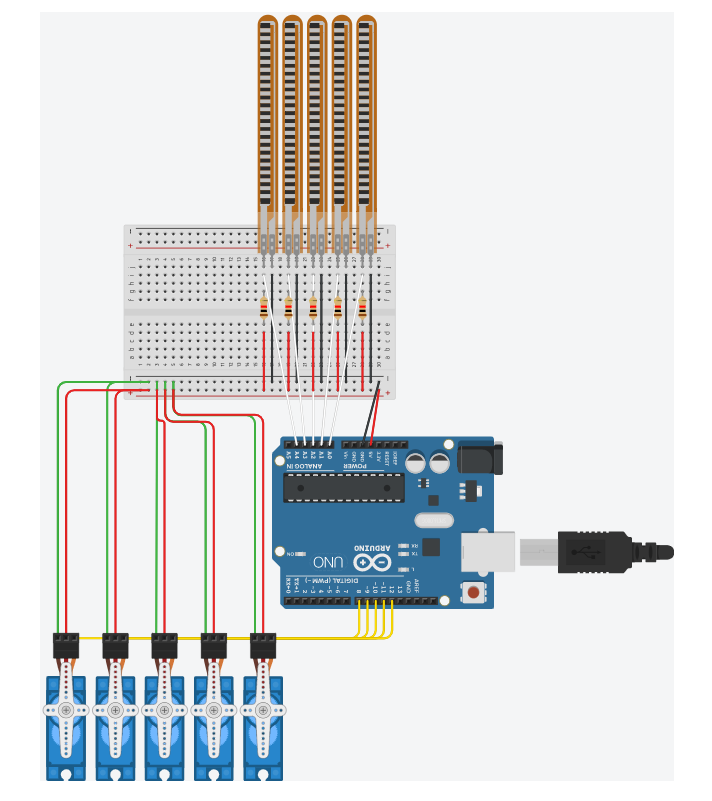 - -
+ +
j j
i i
h h
g g
f f
e e
d d
c c
b b
a a
- -
+ +
A5
A4
A3
A2
A1
A0
Vin
GND
GND
5V
3.3V
RESET
IOREF
ANALOG IN
POWER
RX
TX
L
ON
ARDUINO
UNO
DIGITAL (PWM~)
RX←0
TX→1
2
~3
4
~5
~6
7
8
~9
~10
~11
12
13
GND
AREF